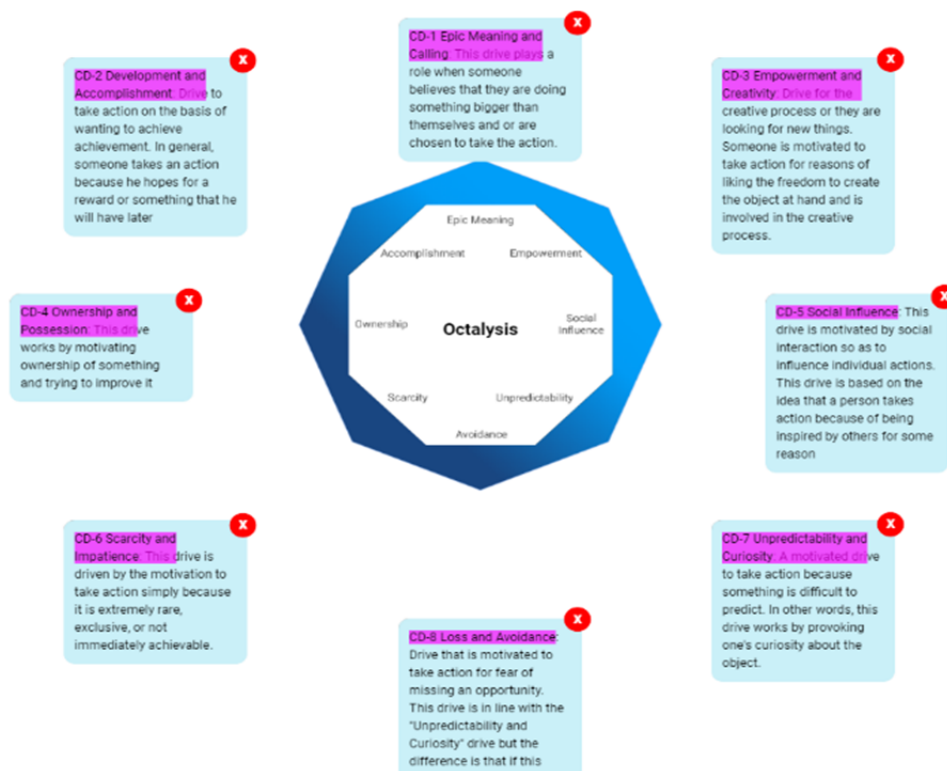 X
CD-1 Epic Meaning and
Calling: This drive plays a
role when someone
believes that they are doing
something bigger than
themselves and or are
chosen to take the action.
X
CD-2 Development and
Accomplishment: Drive to
take action on the basis of
wanting to achieve
achievement. In general,
someone takes an action
because he hopes for a
reward or something that he
will have later
X
CD-3 Empowerment and
Creativity: Drive for the
creative process or they are
looking for new things.
Someone is motivated to
take action for reasons of
liking the freedom to create
the object at hand and is
involved in the creative
process.
X
CD-4 Ownership and
Possession: This drive
works by motivating
ownership of something
and trying to improve it
Epic Meaning
Accomplishment
Empowerment
Ownership
Octalysis
Social
Influence
Scarcity
Unpredictability
Avoidance
X
CD-5 Social Influence: This
drive is motivated by social
interaction so as to
influence individual actions.
This drive is based on the
idea that a person takes
action because of being
inspired by others for some
reason
X
CD-6 Scarcity and
Impatience: This drive is
driven by the motivation to
take action simply because
it is extremely rare,
exclusive, or not
immediately achievable.
X
CD-7 Unpredictability and
Curiosity: A motivated drive
to take action because
something is difficult to
predict. In other words, this
drive works by provoking
one's curiosity about the
object.
X
CD-8 Loss and Avoidance:
Drive that is motivated to
take action for fear of
missing an opportunity.
This drive is in line with the
"Unpredictability and
Curiosity" drive but the
difference is that if this